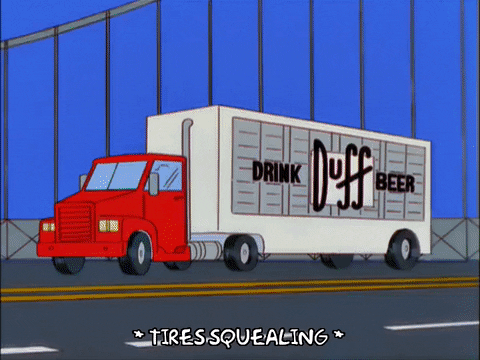 DRINK Duff BEER
* TIRES SQUEALING *